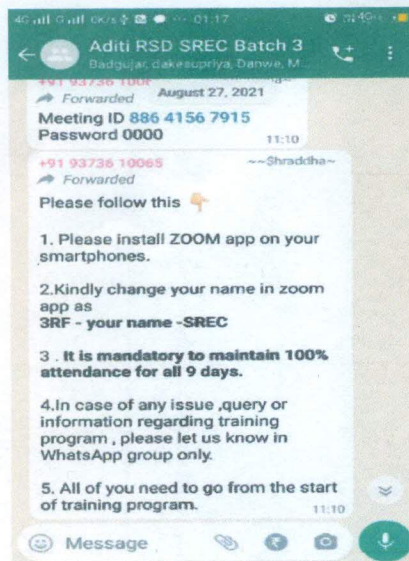 01:17
Aditi RSD SREC Batch 3
Badgujar, dakesupriya, Danwe, M...
Forwarded
August 27, 2021
Meeting ID 886 4156 7915
Password 0000
11:10
+91 93736 10065 ~~Shraddha~
Forwarded
Please follow this 👇
1. Please install ZOOM app on your
smartphones.
2.Kindly change your name in zoom
app as
3RF - your name -SREC
3 . It is mandatory to maintain 100%
attendance for all 9 days.
4.In case of any issue ,query or
information regarding training
program , please let us know in
WhatsApp group only.
5. All of you need to go from the start
of training program.
11:10
Message